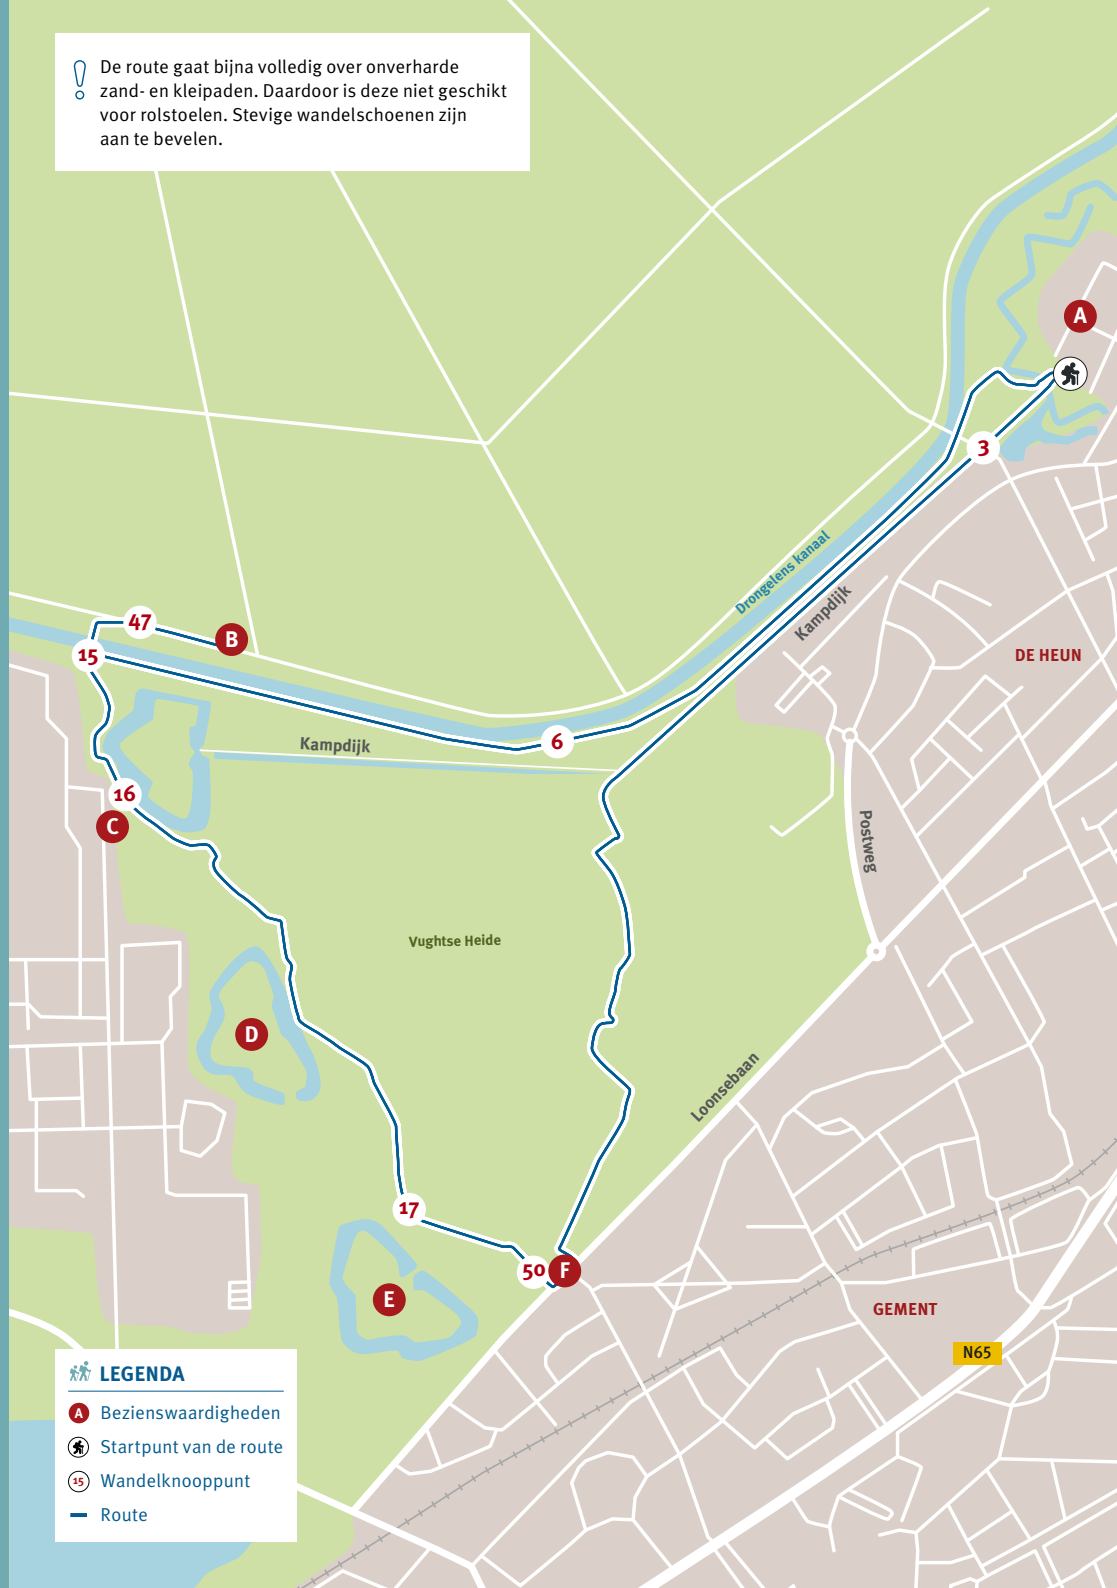 De route gaat bijna volledig over onverharde
zand- en kleipaden. Daardoor is deze niet geschikt
voor rolstoelen. Stevige wandelschoenen zijn
aan te bevelen.
A
3
Drongelens kanaal
Kampdijk
DE HEUN
47
B
15
6
Kampdijk
16
C
Postweg
Vughtse Heide
D
Loonsebaan
17
50
F
E
GEMENT
N65
LEGENDA
A Bezienswaardigheden
Startpunt van de route
15 Wandelknooppunt
Route